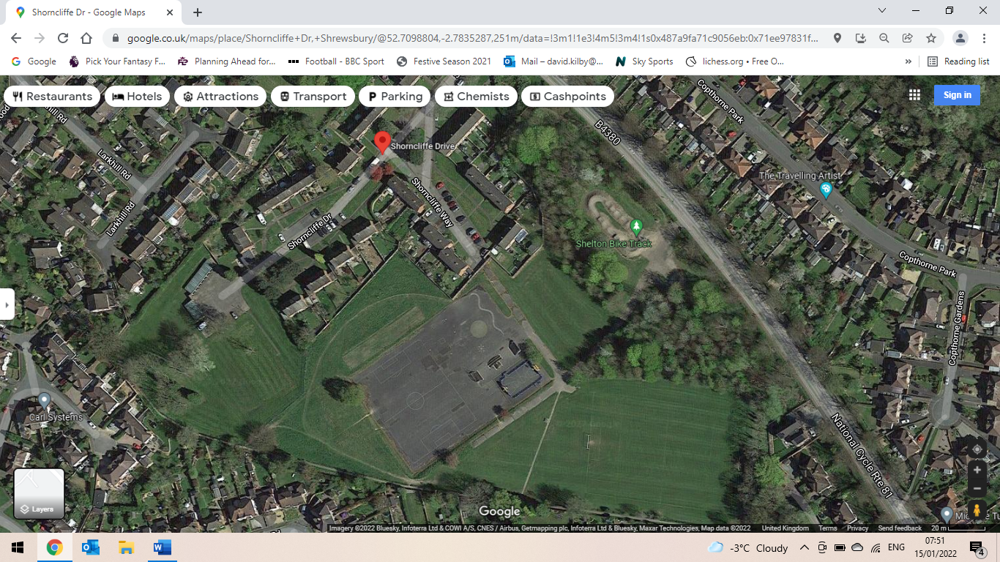 Shorncliffe Dr - Google Maps
google.co.uk/maps/place/Shorncliffe+Dr,+Shrewsbury/@52.7098804,-2.7835287,251m/data=!3m1!1e3!4m5!3m4!1s0x487a9fa71c9056eb:0x71ee97831f...
Google Pick Your Fantasy F... Planning Ahead for... Football - BBC Sport Festive Season 2021 Mail – david.kilby@... Sky Sports lichess.org • Free O... » Reading list
Restaurants Hotels Attractions Transport Parking Chemists Cashpoints
Sign in
Larkhill Rd
Copthorne Park
B4380
Shorncliffe Drive
Larkhill Rd
The Travelling Artist
Shorncliffe Way
Larkhill Rd
Shorncliffe Dr
Shelton Bike Track
Copthorne Park
Copthorne Gardens
Carl Systems
National Cycle Rte 81
Layers
Google
Imagery ©2022 Bluesky, Infoterra Ltd & COWI A/S, CNES / Airbus, Getmapping plc, Infoterra Ltd & Bluesky, Maxar Technologies, Map data ©2022 United Kingdom Terms Privacy Send feedback 20 m
-3°C Cloudy ENG 07:51
15/01/2022
4